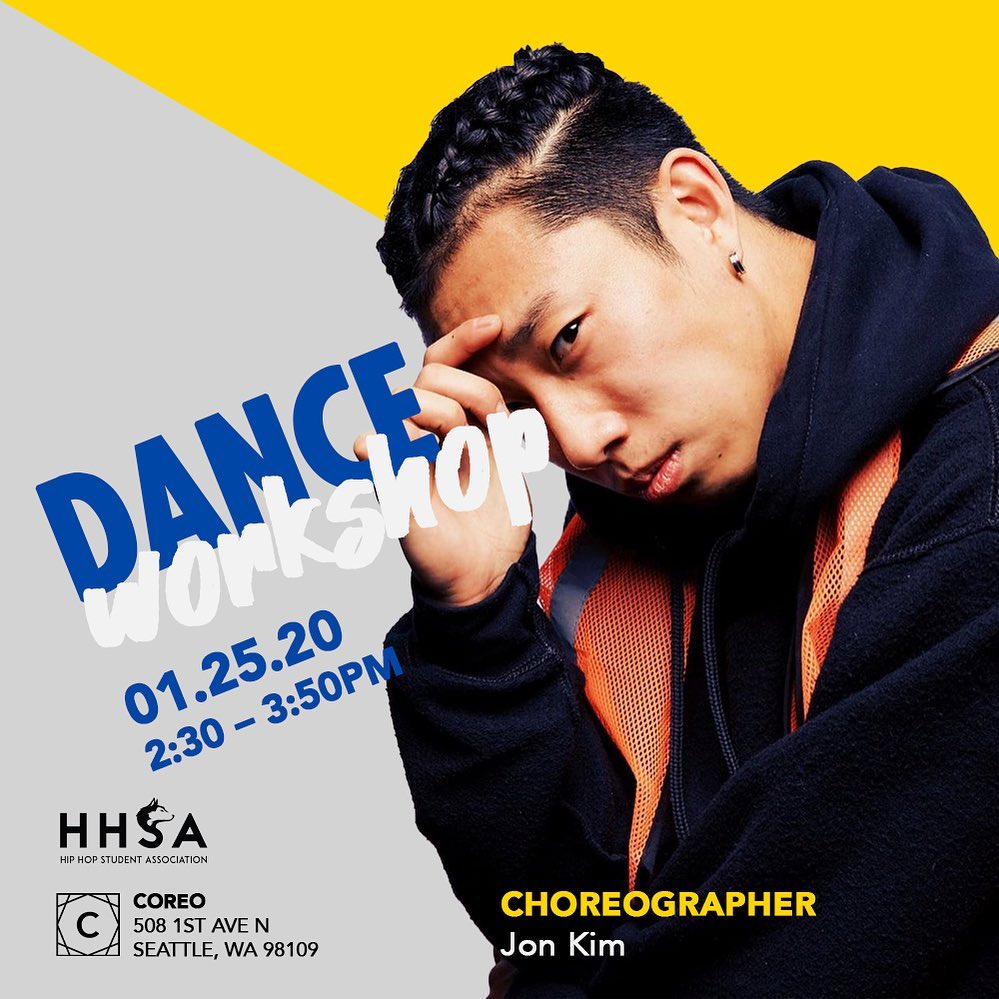 DANCE
workshop
01.25.20
2:30 – 3:50PM
HHSA
HIP HOP STUDENT ASSOCIATION
C
COREO
508 1ST AVE N
SEATTLE, WA 98109
CHOREOGRAPHER
Jon Kim